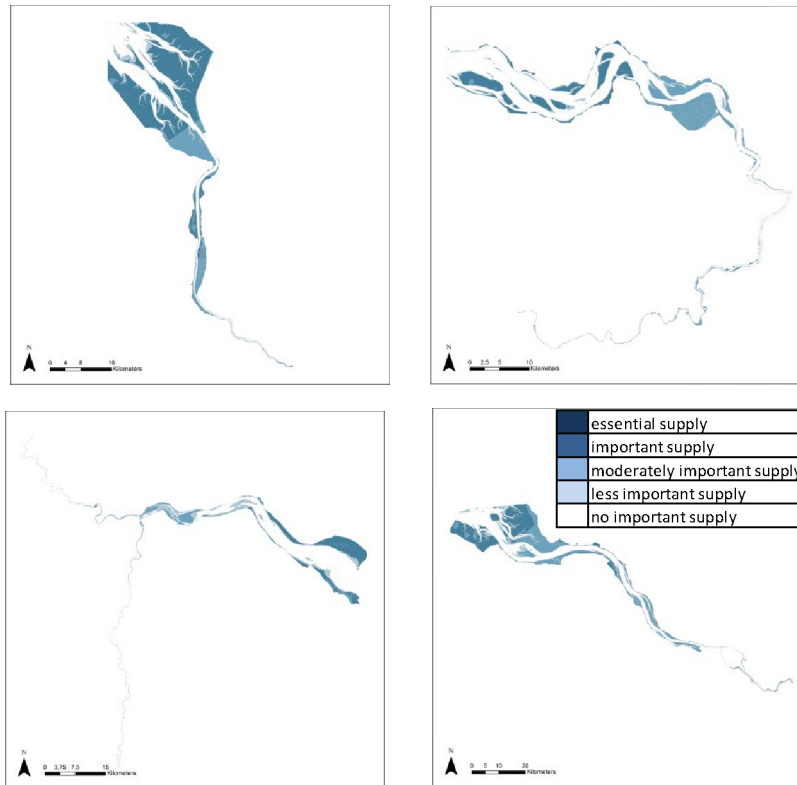 N
0 4 8 16
Kilometers
N
0 2.5 5 10
Kilometers
essential supply
important supply
moderately important supply
less important supply
no important supply
N
0 3,75 7,5 15
Kilometers
N
0 5 10 20
Kilometers